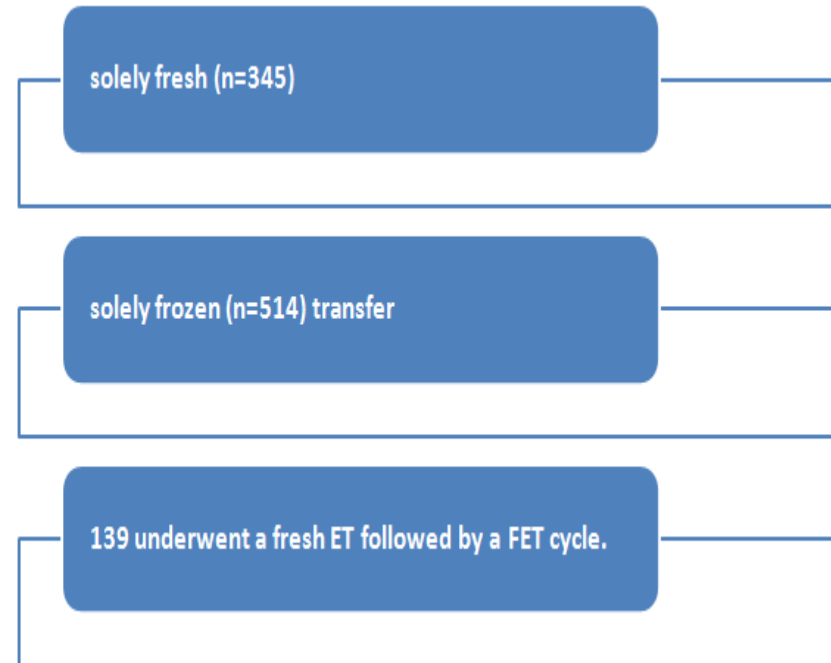 solely fresh (n=345)
solely frozen (n=514) transfer
139 underwent a fresh ET followed by a FET cycle.